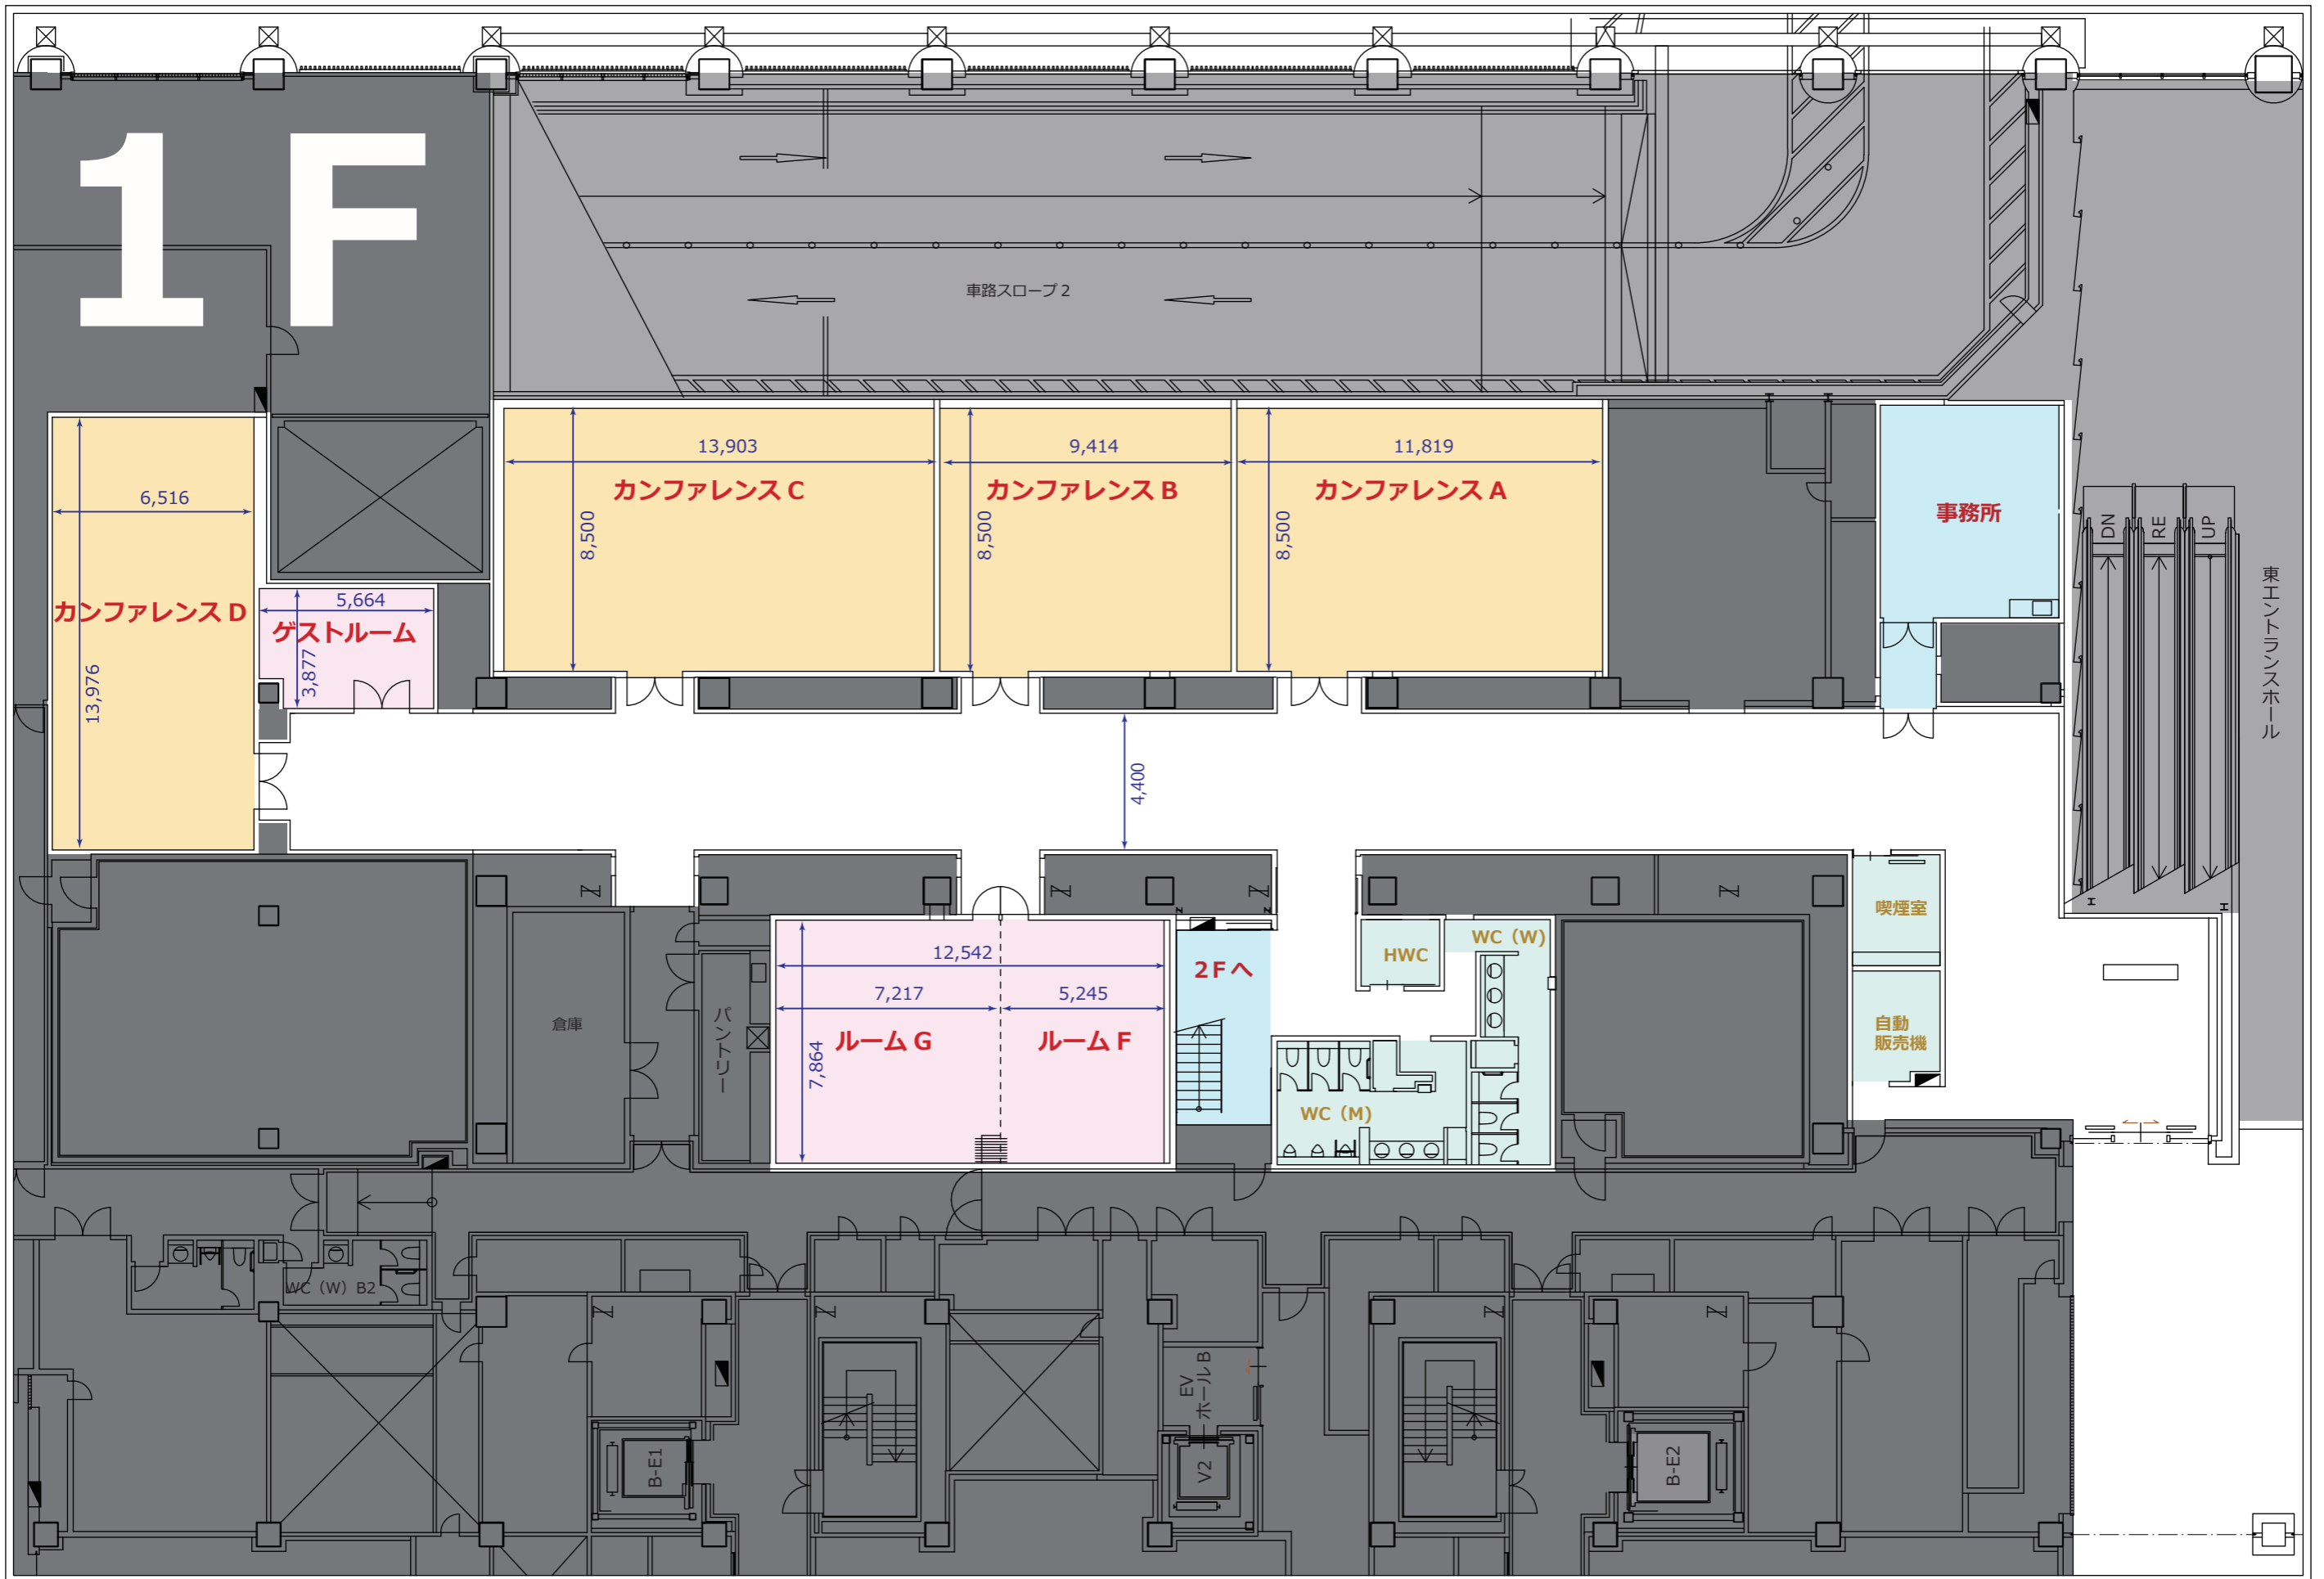 1F
車路スロープ2
13,903
9,414
11,819
カンファレンス C
カンファレンス B
カンファレンス A
8,500
8,500
8,500
6,516
カンファレンス D
13,976
5,664
ゲストルーム
3,877
事務所
DN
RE
UP
東エントランスホール
4,400
喫煙室
自動
販売機
12,542
7,217
5,245
ルーム G
ルーム F
7,864
2Fへ
HWC
WC（W)
WC（M)
倉庫
パントリー
WC（W）B2
B-E1
EV
ホールB
V2
B-E2